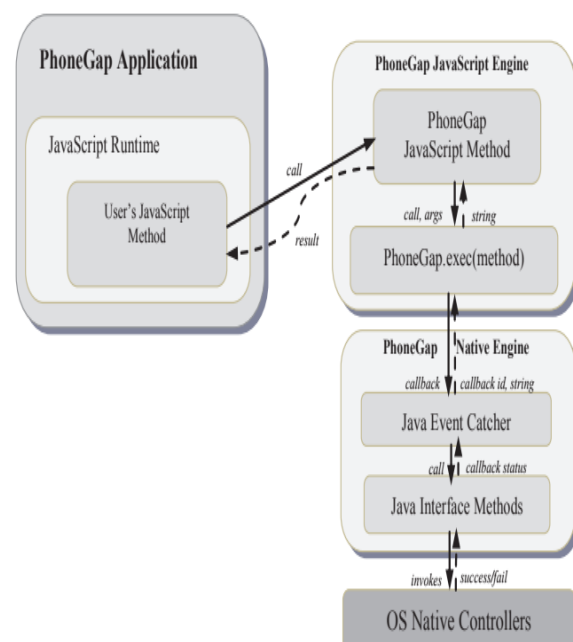 PhoneGap Application
JavaScript Runtime
User's JavaScript
Method
call
result
PhoneGap JavaScript Engine
PhoneGap
JavaScript Method
call, args
string
PhoneGap.exec(method)
PhoneGap Native Engine
callback
callback id, string
Java Event Catcher
call
callback status
Java Interface Methods
invokes
success/fail
OS Native Controllers